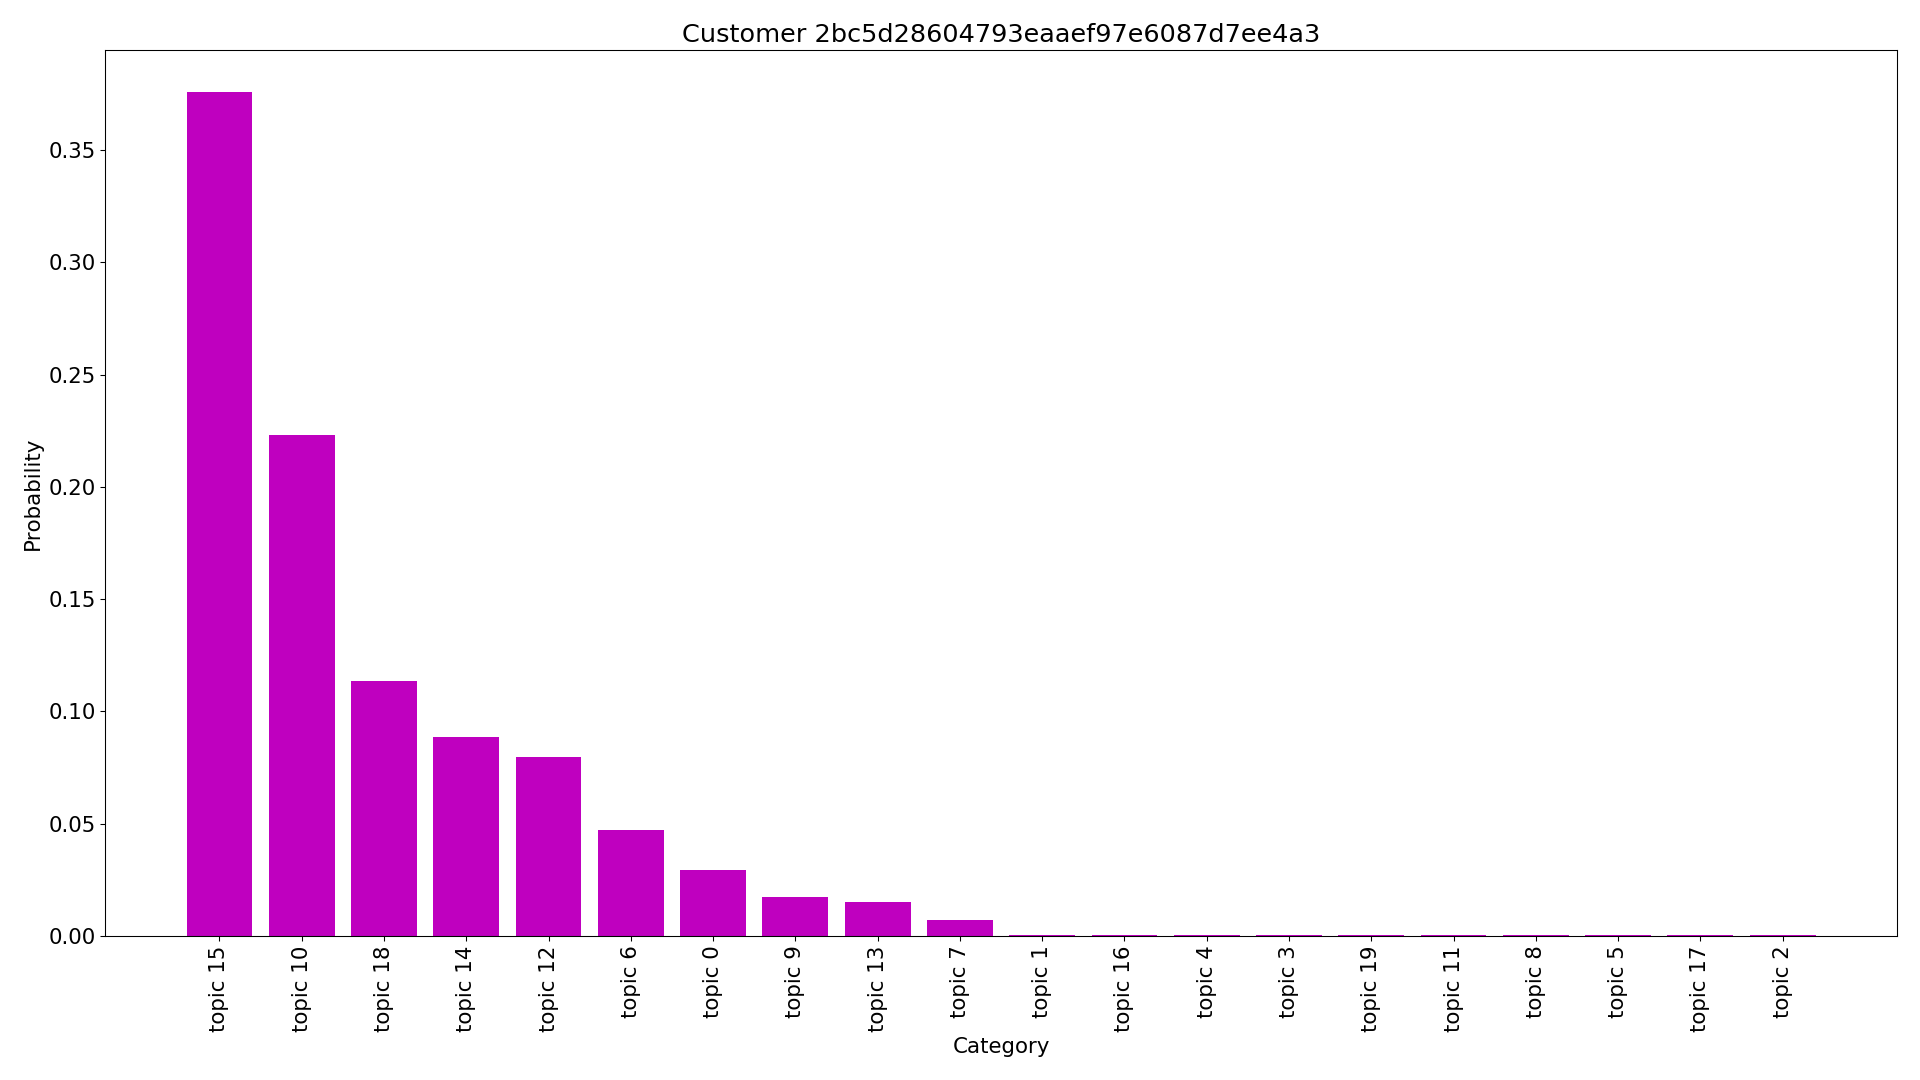 Customer 2bc5d28604793eaaef97e6087d7ee4a3
Probability
0.35
0.30
0.25
0.20
0.15
0.10
0.05
0.00
topic 15
topic 10
topic 18
topic 14
topic 12
topic 6
topic 0
topic 9
topic 13
topic 7
topic 1
topic 16
topic 4
topic 3
topic 19
topic 11
topic 8
topic 5
topic 17
topic 2
Category